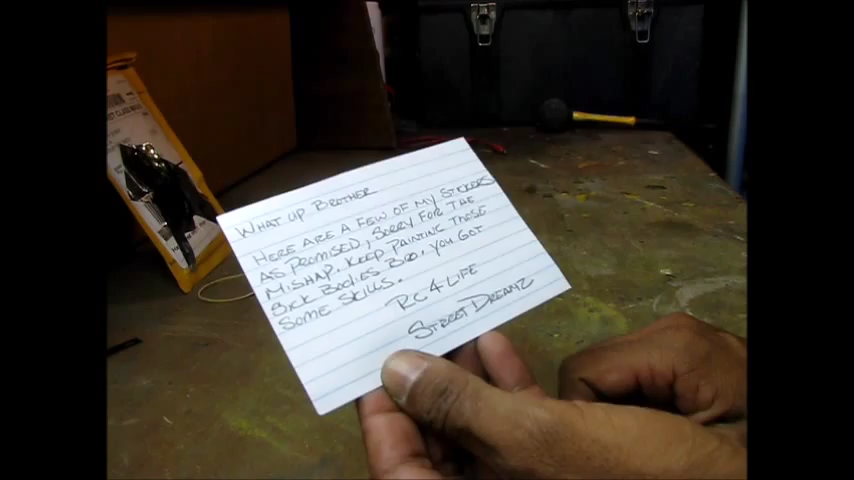 WHAT UP BROTHER
HERE ARE A FEW OF MY STICKERS
AS PROMISED, SORRY FOR THE
MISHAP. KEEP PAINTING THOSE
SICK BODIES BRO, YOU GOT
SOME SKILLS.
RC 4 LIFE
STREET DREAMZ